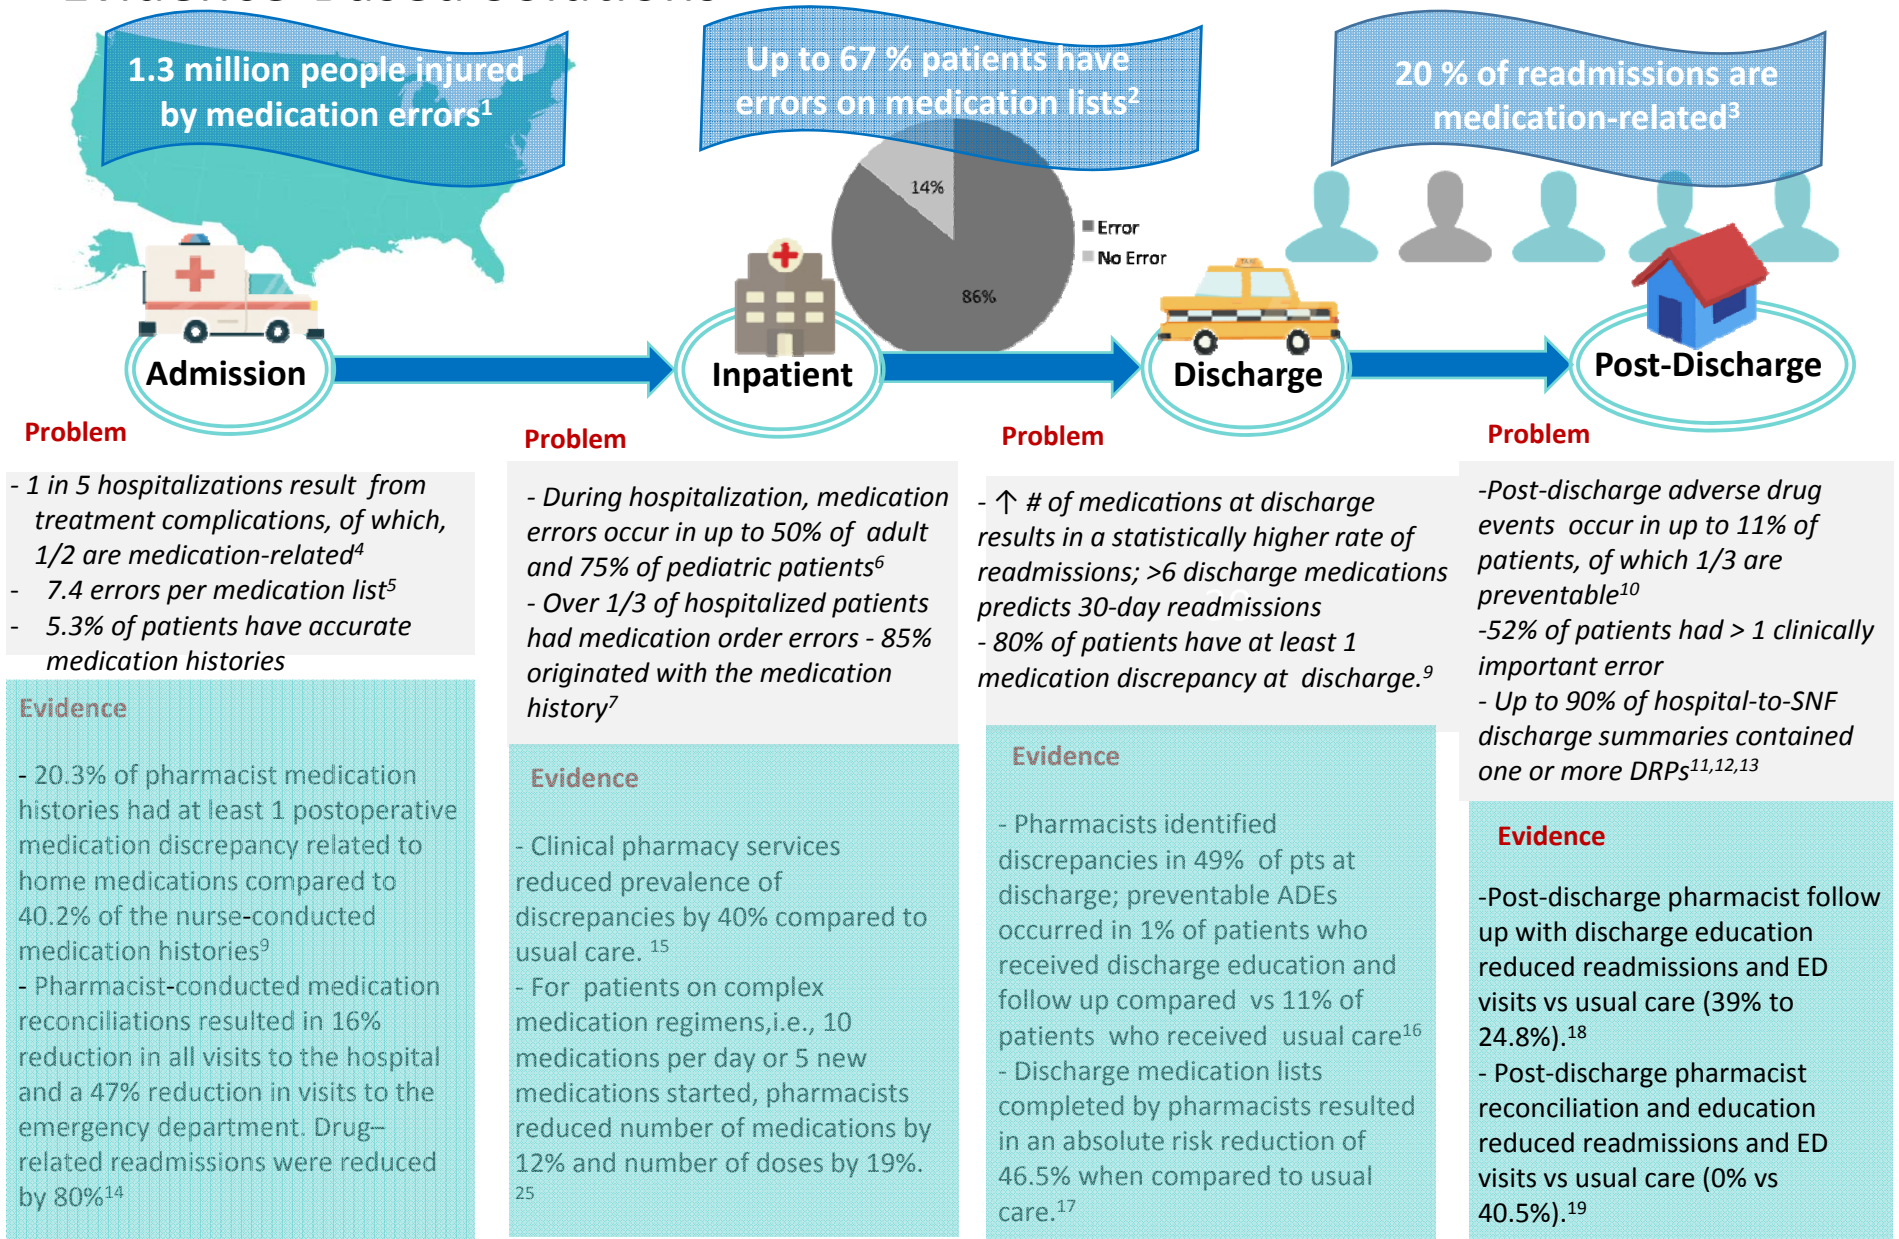 1.3 million people injured
by medication errors1
Up to 67 % patients have
errors on medication lists2
20 % of readmissions are
medication-related3
14%
86%
Error
No Error
TAXI
Admission
Inpatient
Discharge
Post-Discharge
Problem
- 1 in 5 hospitalizations result from
treatment complications, of which,
1/2 are medication-related4
- 7.4 errors per medication list5
- 5.3% of patients have accurate
medication histories
Evidence
- 20.3% of pharmacist medication
histories had at least 1 postoperative
medication discrepancy related to
home medications compared to
40.2% of the nurse-conducted
medication histories9
- Pharmacist-conducted medication
reconciliations resulted in 16%
reduction in all visits to the hospital
and a 47% reduction in visits to the
emergency department. Drug–
related readmissions were reduced
by 80%14
Problem
- During hospitalization, medication
errors occur in up to 50% of adult
and 75% of pediatric patients6
- Over 1/3 of hospitalized patients
had medication order errors - 85%
originated with the medication
history7
Evidence
- Clinical pharmacy services
reduced prevalence of
discrepancies by 40% compared to
usual care. 15
- For patients on complex
medication regimens,i.e., 10
medications per day or 5 new
medications started, pharmacists
reduced number of medications by
12% and number of doses by 19%.
25
Problem
- ↑ # of medications at discharge
results in a statistically higher rate of
readmissions; >6 discharge medications
predicts 30-day readmissions
- 80% of patients have at least 1
medication discrepancy at discharge.9
Evidence
- Pharmacists identified
discrepancies in 49% of pts at
discharge; preventable ADEs
occurred in 1% of patients who
received discharge education and
follow up compared vs 11% of
patients who received usual care16
- Discharge medication lists
completed by pharmacists resulted
in an absolute risk reduction of
46.5% when compared to usual
care.17
Problem
-Post-discharge adverse drug
events occur in up to 11% of
patients, of which 1/3 are
preventable10
-52% of patients had > 1 clinically
important error
- Up to 90% of hospital-to-SNF
discharge summaries contained
one or more DRPs11,12,13
Evidence
-Post-discharge pharmacist follow
up with discharge education
reduced readmissions and ED
visits vs usual care (39% to
24.8%).18
- Post-discharge pharmacist
reconciliation and education
reduced readmissions and ED
visits vs usual care (0% vs
40.5%).19